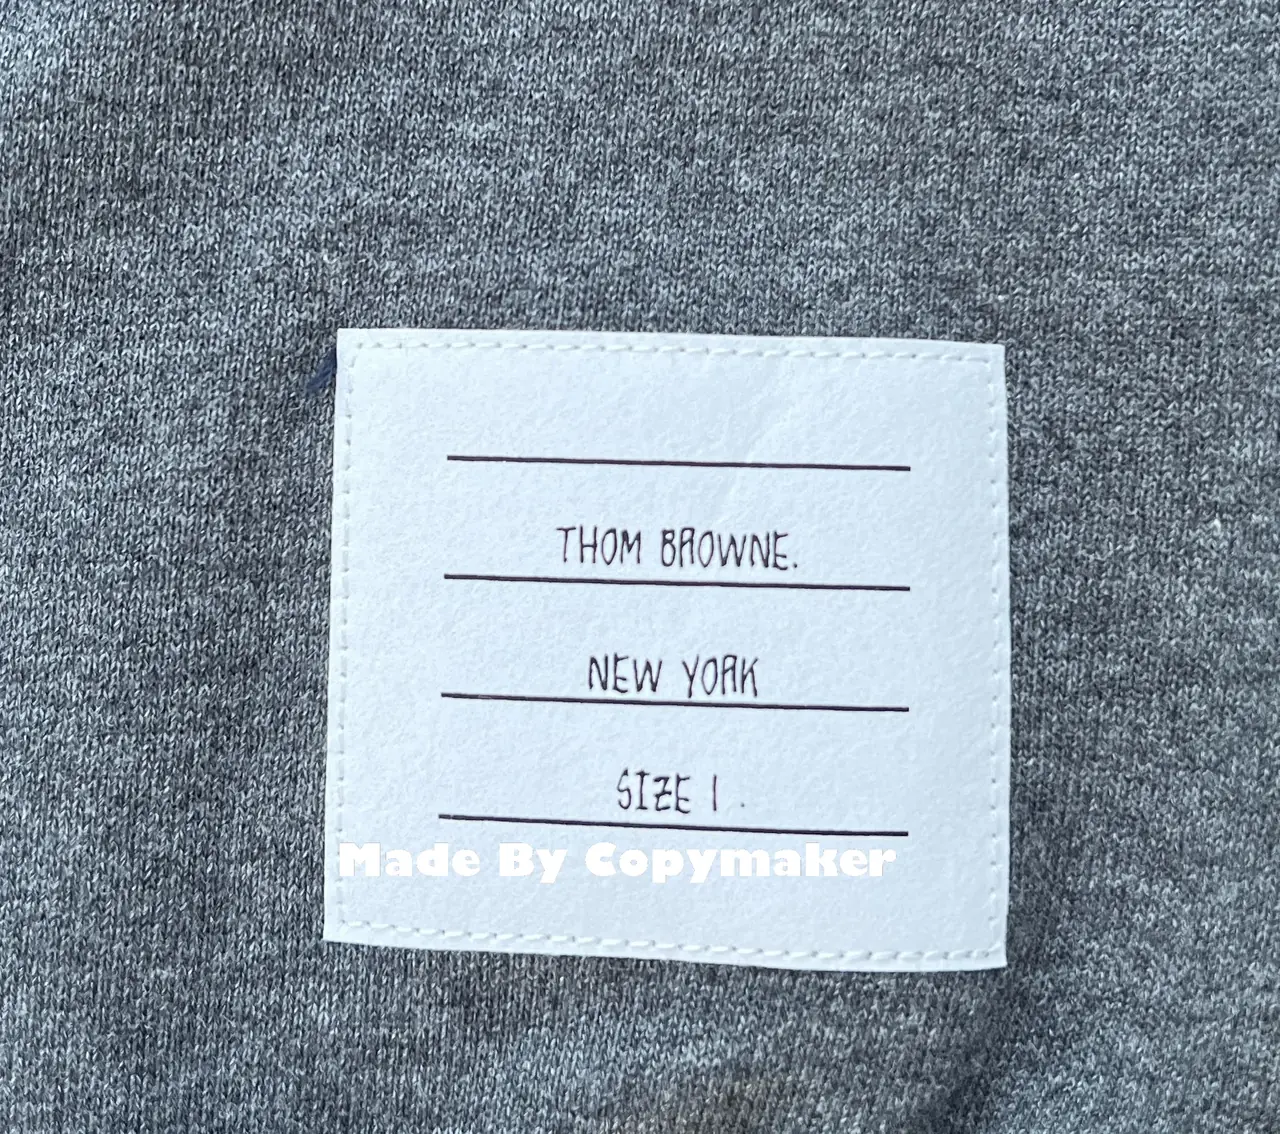 THOM BROWNE.
NEW YORK
SIZE 1 .
Made By Copymaker